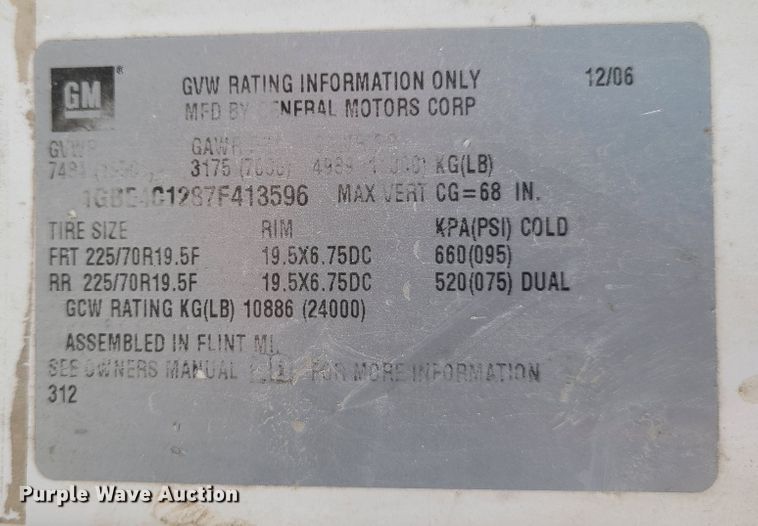 GM®
GVW RATING INFORMATION ONLY 12/06
MFD BY GENERAL MOTORS CORP
GVWR GAWR
3175 KG(LB)
MAX VERT CG=68 IN.
TIRE SIZE RIM KPA(PSI) COLD
FRT 225/70R19.5F 19.5X6.75DC 660(095)
RR 225/70R19.5F 19.5X6.75DC 520(075) DUAL
GCW RATING KG(LB) 10886 (24000)
ASSEMBLED IN FLINT MI.
SEE OWNERS MANUAL FOR MORE INFORMATION
312
Purple Wave Auction